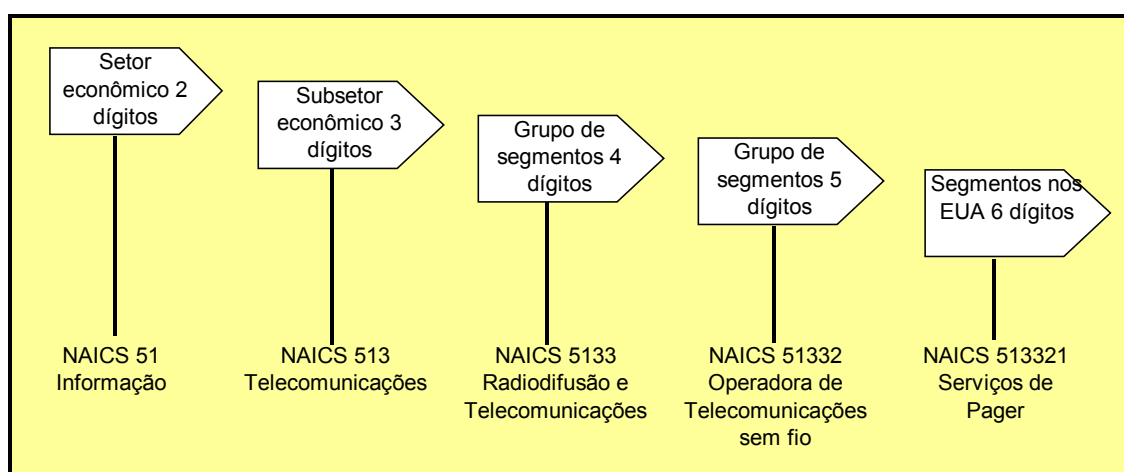 Setor
econômico 2
dígitos
Subsetor
econômico 3
dígitos
Grupo de
segmentos 4
dígitos
Grupo de
segmentos 5
dígitos
Segmentos nos
EUA 6 dígitos
NAICS 51
Informação
NAICS 513
Telecomunicações
NAICS 5133
Radiodifusão e
Telecomunicações
NAICS 51332
Operadora de
Telecomunicações
sem fio
NAICS 513321
Serviços de
Pager